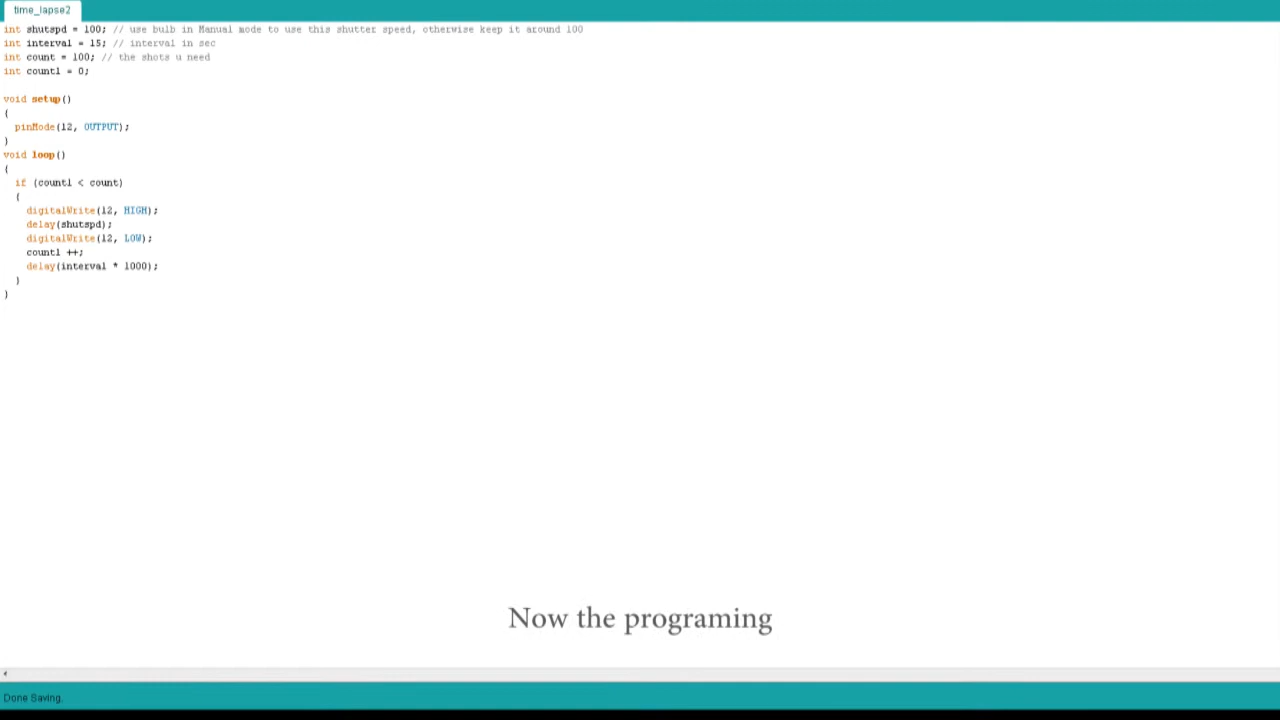 time_lapse2
int shutspd = 100; // use bulb in Manual mode to use this shutter speed, otherwise keep it around 100
int interval = 15; // interval in sec
int count = 100; // the shots u need
int count1 = 0;
void setup()
{
pinMode(12, OUTPUT);
}
void loop()
{
if (count1 < count)
{
digitalWrite(12, HIGH);
delay(shutspd);
digitalWrite(12, LOW);
count1 ++;
delay(interval * 1000);
}
}
Now the programing
Done Saving.